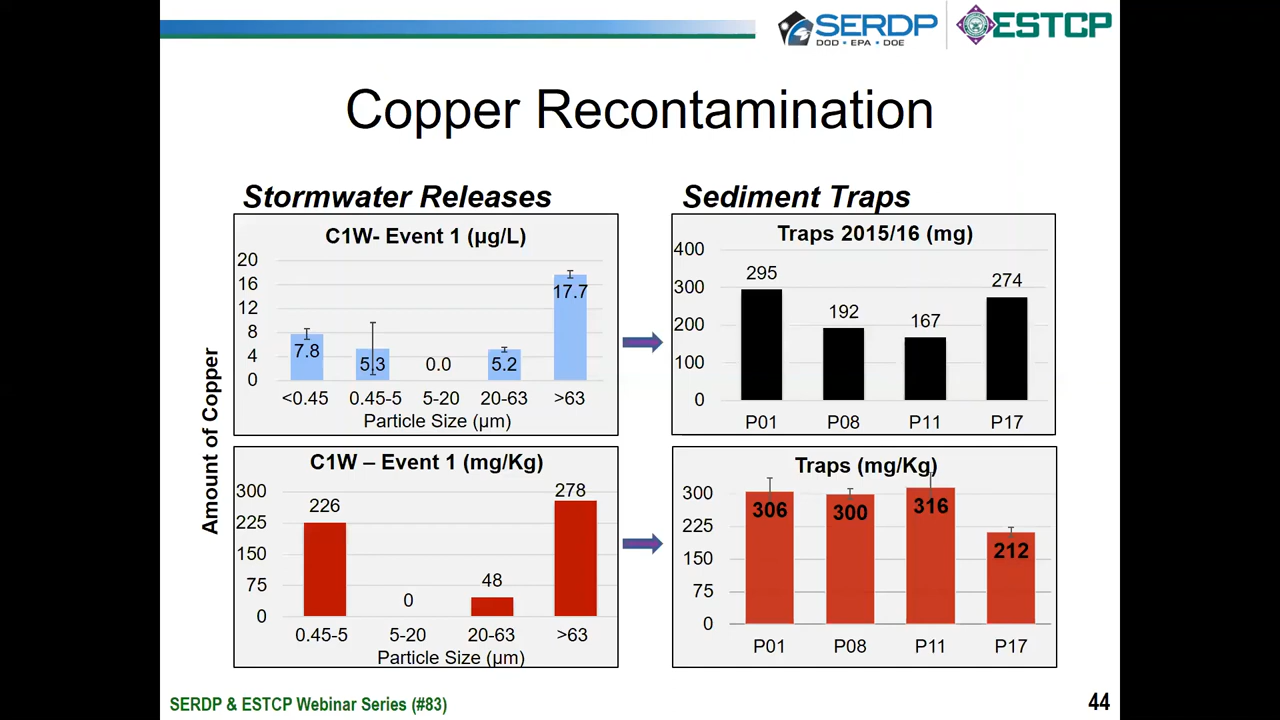 SERDP
DOD • EPA • DOE
ESTCP
Copper Recontamination
Stormwater Releases
Sediment Traps
Amount of Copper
C1W- Event 1 (µg/L)
20
16
12
8
4
0
7.8
5.3
0.0
5.2
17.7
<0.45
0.45-5
5-20
20-63
>63
Particle Size (µm)
Traps 2015/16 (mg)
400
300
200
100
0
295
192
167
274
P01
P08
P11
P17
C1W – Event 1 (mg/Kg)
300
225
150
75
0
226
0
48
278
0.45-5
5-20
20-63
>63
Particle Size (µm)
Traps (mg/Kg)
300
225
150
75
0
306
300
316
212
P01
P08
P11
P17
SERDP & ESTCP Webinar Series (#83)
44